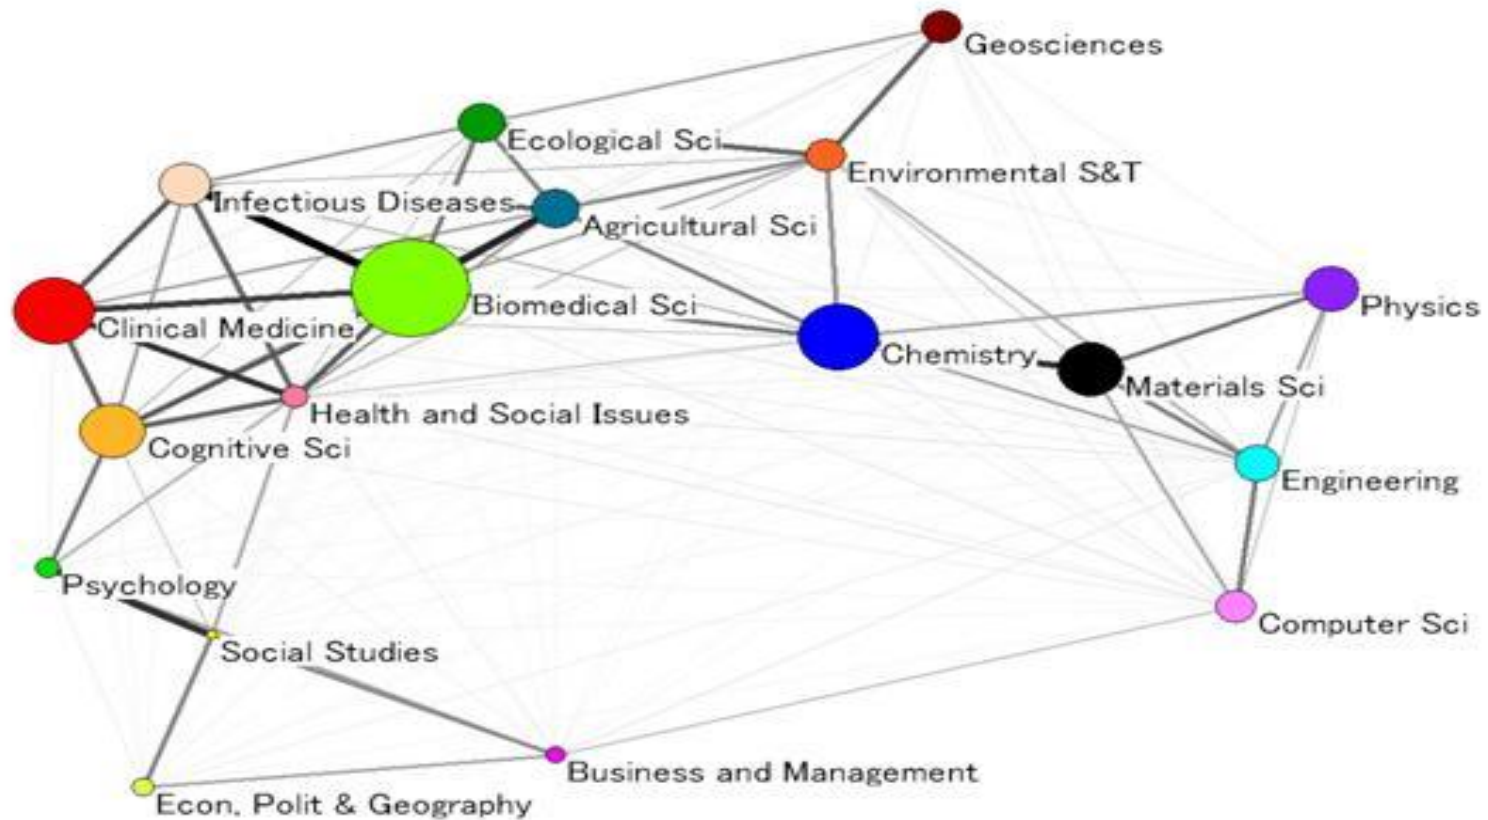 Geosciences
Ecological Sci
Environmental S&T
Infectious Diseases
Agricultural Sci
Biomedical Sci
Physics
Clinical Medicine
Chemistry
Materials Sci
Health and Social Issues
Cognitive Sci
Engineering
Psychology
Computer Sci
Social Studies
Business and Management
Econ, Polit & Geography